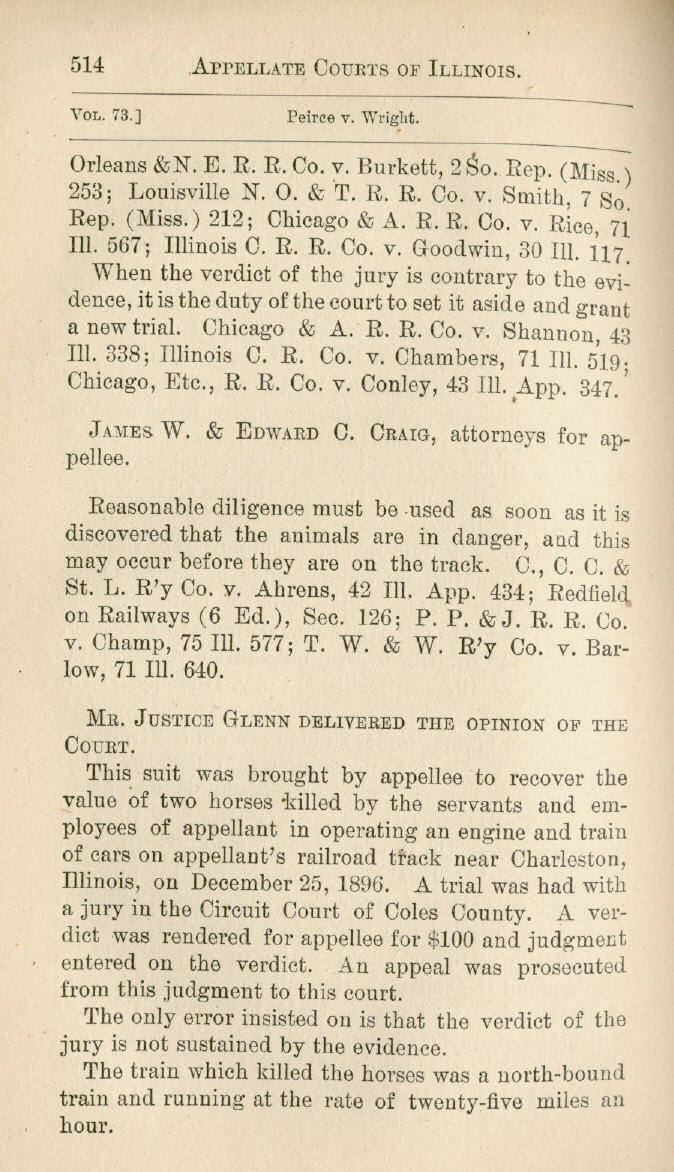 514 APPELLATE COURTS OF ILLINOIS.
VOL. 73.] Peirce v. Wright.
Orleans & N. E. R. R. Co. v. Burkett, 2 So. Rep. (Miss.)
253; Louisville N. O. & T. R. R. Co. v. Smith, 7 So.
Rep. (Miss.) 212; Chicago & A. R. R. Co. v. Rice, 71
Ill. 567; Illinois C. R. R. Co. v. Goodwin, 30 Ill. 117.
When the verdict of the jury is contrary to the evi-
dence, it is the duty of the court to set it aside and grant
a new trial. Chicago & A. R. R. Co. v. Shannon, 43
Ill. 338; Illinois C. R. Co. v. Chambers, 71 Ill. 519;
Chicago, Etc., R. R. Co. v. Conley, 43 Ill. App. 347.
JAMES W. & EDWARD C. CRAIG, attorneys for ap-
pellee.
Reasonable diligence must be used as soon as it is
discovered that the animals are in danger, and this
may occur before they are on the track. C., C. C. &
St. L. R'y Co. v. Ahrens, 42 Ill. App. 434; Redfield
on Railways (6 Ed.), Sec. 126; P. P. & J. R. R. Co.
v. Champ, 75 Ill. 577; T. W. & W. R'y Co. v. Bar-
low, 71 Ill. 640.
MR. JUSTICE GLENN DELIVERED THE OPINION OF THE
COURT.
This suit was brought by appellee to recover the
value of two horses killed by the servants and em-
ployees of appellant in operating an engine and train
of cars on appellant's railroad track near Charleston,
Illinois, on December 25, 1896. A trial was had with
a jury in the Circuit Court of Coles County. A ver-
dict was rendered for appellee for $100 and judgment
entered on the verdict. An appeal was prosecuted
from this judgment to this court.
The only error insisted on is that the verdict of the
jury is not sustained by the evidence.
The train which killed the horses was a north-bound
train and running at the rate of twenty-five miles an
hour.